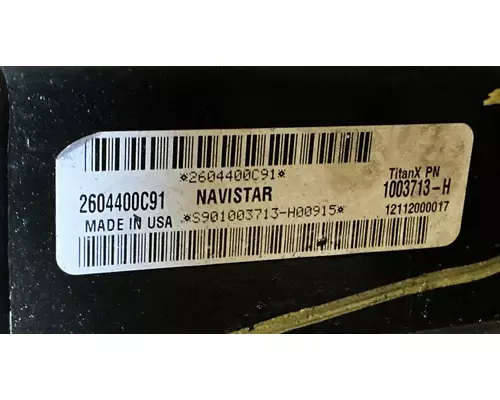 *2604400C91*
TitanX PN
2604400C91 NAVISTAR 1003713-H
MADE IN USA *S901003713-H00915* 12112000017